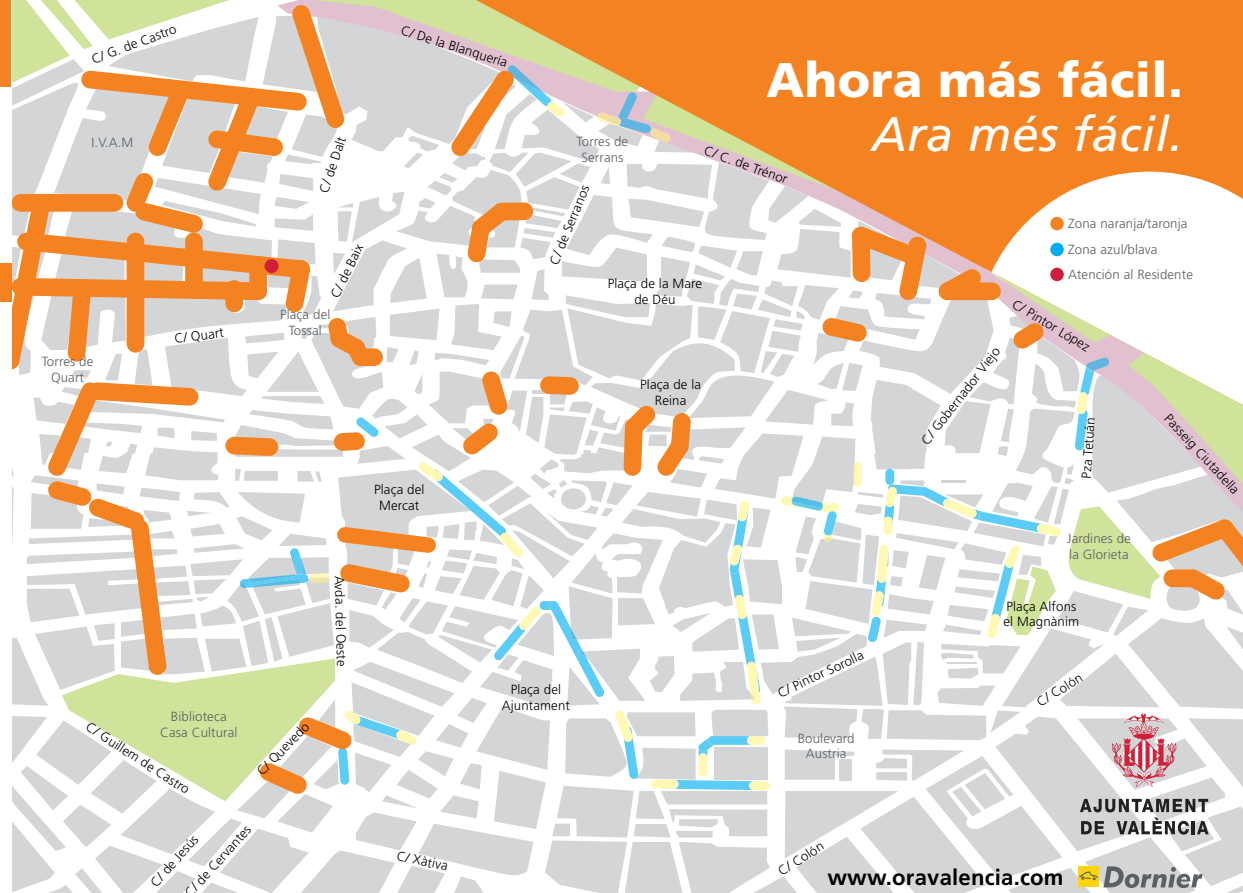 Ahora más fácil.
Ara més fácil.
Zona naranja/taronja
Zona azul/blava
Atención al Residente
C/ G. de Castro
C/ De la Blanquería
I.V.A.M
C/ de Dalt
Torres de
Serrans
C/ C. de Trénor
C/ de Serranos
C/ de Baix
Plaça de la Mare
de Déu
Plaça del
Tossal
C/ Quart
Torres de
Quart
C/ Pintor López
C/ Gobernador Viejo
Plaça de la
Reina
Pza Tetuán
Passeig Ciutadella
Plaça del
Mercat
Jardines de
la Glorieta
Avda. del Oeste
Plaça Alfons
el Magnànim
C/ Pintor Sorolla
C/ Colón
Plaça del
Ajuntament
Biblioteca
Casa Cultural
C/ Guillem de Castro
C/ Quevedo
Boulevard
Austria
C/ de Jesús
C/ de Cervantes
C/ Xàtiva
C/ Colón
AJUNTAMENT
DE VALÈNCIA
www.oravalencia.com
Dornier